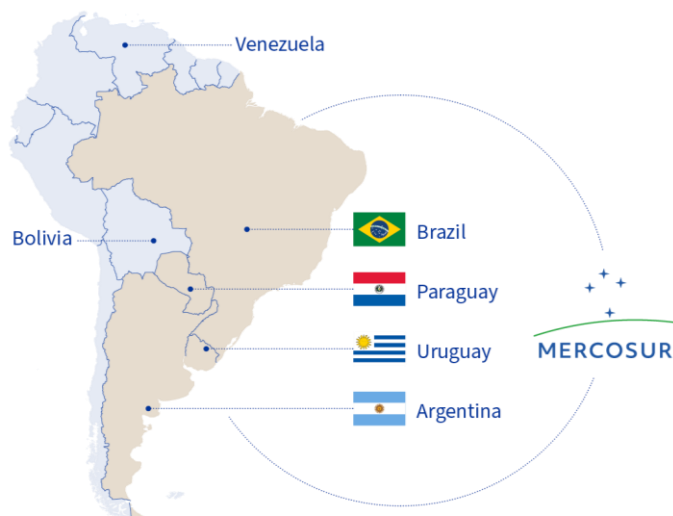 Venezuela
Bolivia
Brazil
Paraguay
Uruguay
Argentina
MERCOSUR